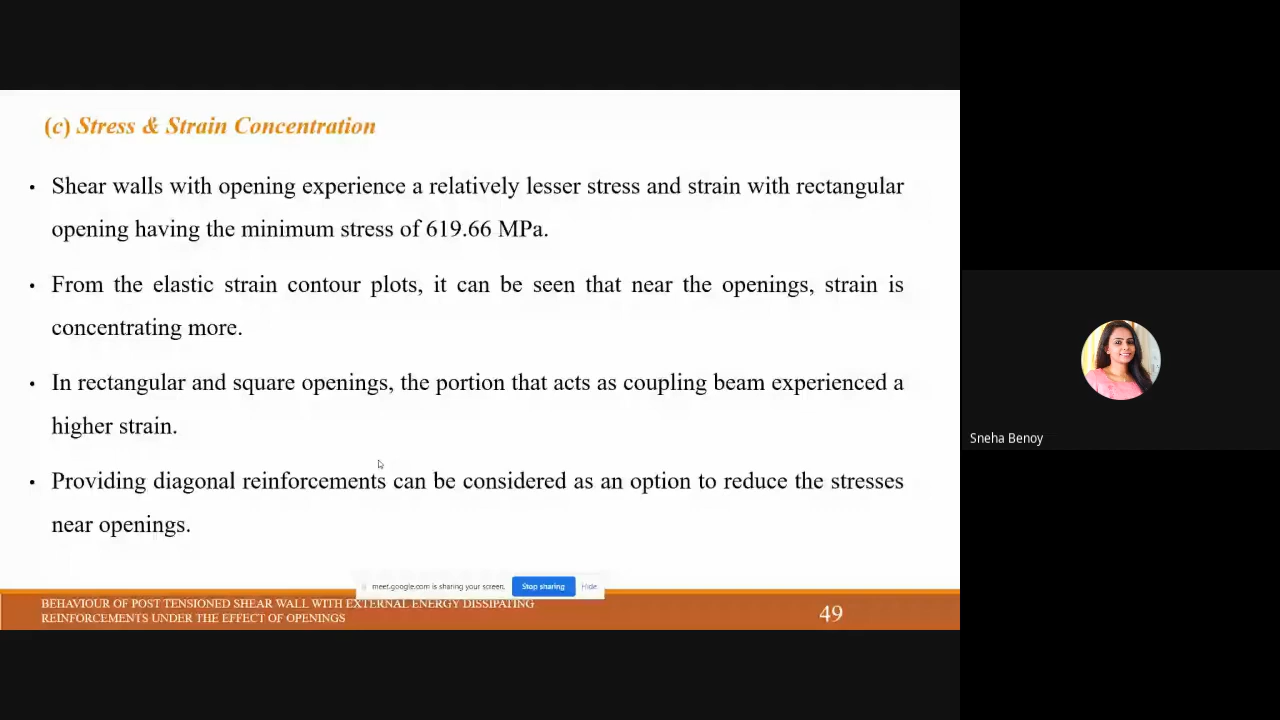 (c) Stress & Strain Concentration
• Shear walls with opening experience a relatively lesser stress and strain with rectangular
opening having the minimum stress of 619.66 MPa.
• From the elastic strain contour plots, it can be seen that near the openings, strain is
concentrating more.
• In rectangular and square openings, the portion that acts as coupling beam experienced a
higher strain.
• Providing diagonal reinforcements can be considered as an option to reduce the stresses
near openings.
meet.google.com is sharing your screen. Stop sharing Hide
BEHAVIOUR OF POST TENSIONED SHEAR WALL WITH EXTERNAL ENERGY DISSIPATING
REINFORCEMENTS UNDER THE EFFECT OF OPENINGS
49
Sneha Benoy